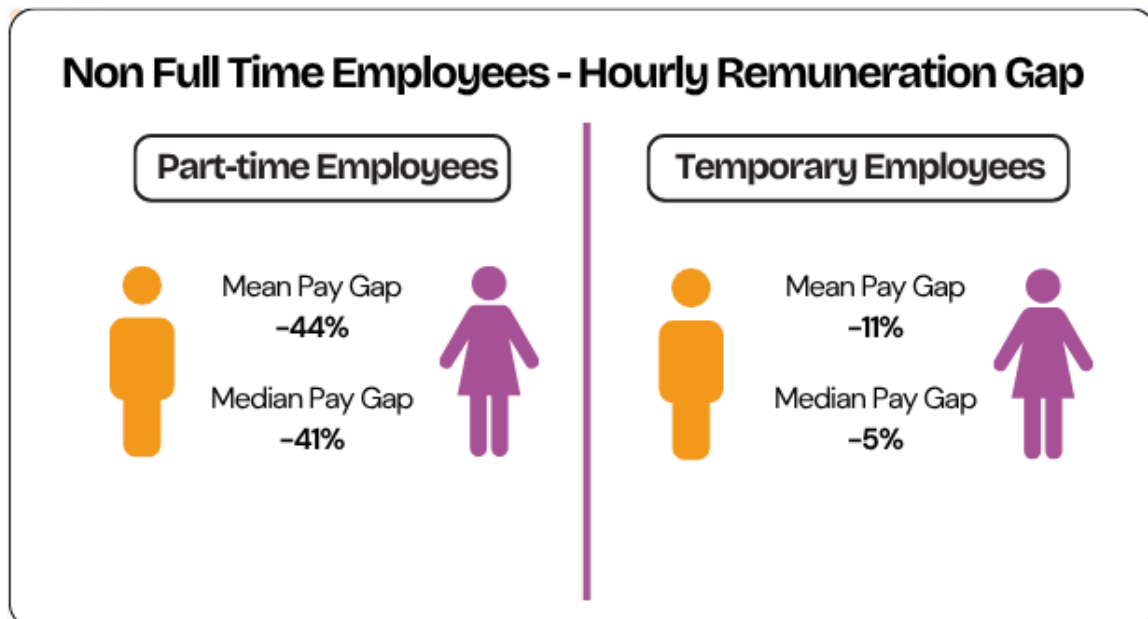 Non Full Time Employees - Hourly Remuneration Gap
Part-time Employees
Mean Pay Gap
-44%
Median Pay Gap
-41%
Temporary Employees
Mean Pay Gap
-11%
Median Pay Gap
-5%